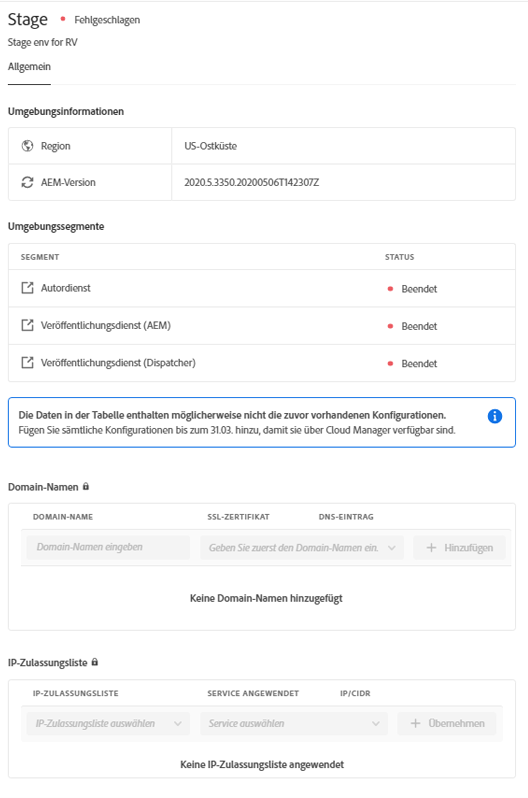 Stage Fehlgeschlagen
Stage env for RV
Allgemein
Umgebungsinformationen
Region US-Ostküste
AEM-Version 2020.5.3350.20200506T142307Z
Umgebungssegmente
SEGMENT STATUS
Autordienst Beendet
Veröffentlichungsdienst (AEM) Beendet
Veröffentlichungsdienst (Dispatcher) Beendet
Die Daten in der Tabelle enthalten möglicherweise nicht die zuvor vorhandenen Konfigurationen.
Fügen Sie sämtliche Konfigurationen bis zum 31.03. hinzu, damit sie über Cloud Manager verfügbar sind.
Domain-Namen
DOMAIN-NAME SSL-ZERTIFIKAT DNS-EINTRAG
Domain-Namen eingeben Geben Sie zuerst den Domain-Namen ein. Hinzufügen
Keine Domain-Namen hinzugefügt
IP-Zulassungsliste
IP-ZULASSUNGSLISTE SERVICE ANGEWENDET IP/CIDR
IP-Zulassungsliste auswählen Service auswählen Übernehmen
Keine IP-Zulassungsliste angewendet